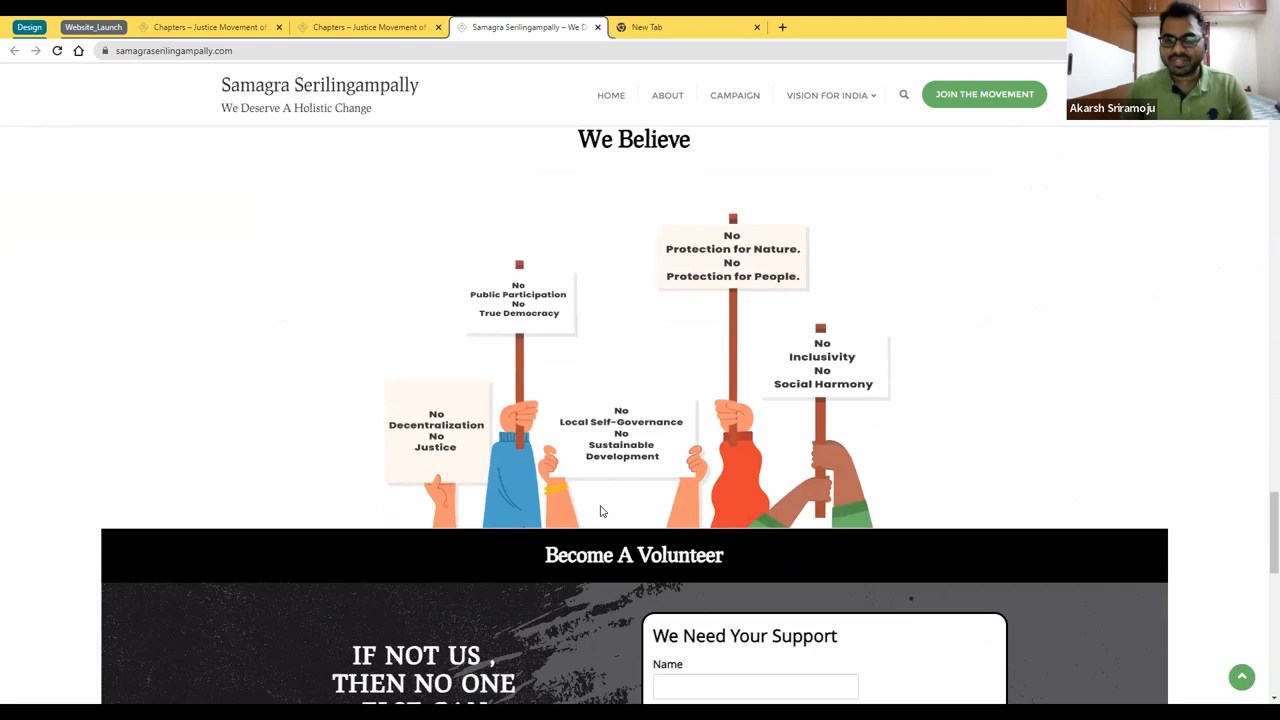 Design
Website_Launch
Chapters – Justice Movement of
Chapters – Justice Movement of
Samagra Serilingampally – We D
New Tab
samagraserilingampally.com
Akarsh Sriramoju
Samagra Serilingampally
We Deserve A Holistic Change
HOME
ABOUT
CAMPAIGN
VISION FOR INDIA
JOIN THE MOVEMENT
We Believe
No
Protection for Nature.
No
Protection for People.
No
Public Participation
No
True Democracy
No
Inclusivity
No
Social Harmony
No
Decentralization
No
Justice
No
Local Self-Governance
No
Sustainable
Development
Become A Volunteer
IF NOT US ,
THEN NO ONE
We Need Your Support
Name